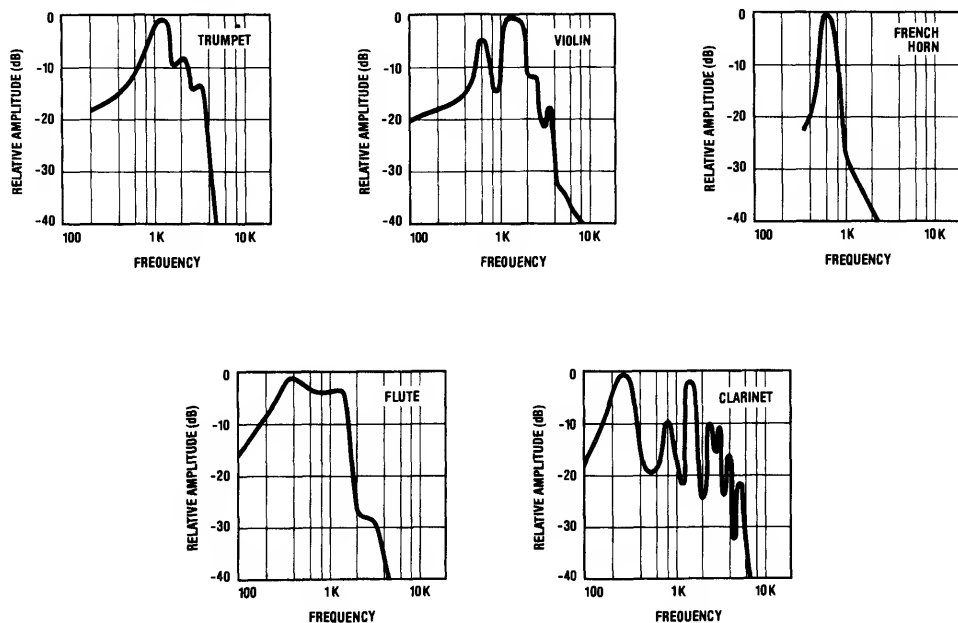 TRUMPET
RELATIVE AMPLITUDE (dB)
0
-10
-20
-30
-40
100
1K
10K
FREQUENCY
VIOLIN
RELATIVE AMPLITUDE (dB)
0
-10
-20
-30
-40
100
1K
10K
FREQUENCY
FRENCH
HORN
RELATIVE AMPLITUDE (dB)
0
-10
-20
-30
-40
100
1K
10K
FREQUENCY
FLUTE
RELATIVE AMPLITUDE (dB)
0
-10
-20
-30
-40
100
1K
10K
FREQUENCY
CLARINET
RELATIVE AMPLITUDE (dB)
0
-10
-20
-30
-40
100
1K
10K
FREQUENCY